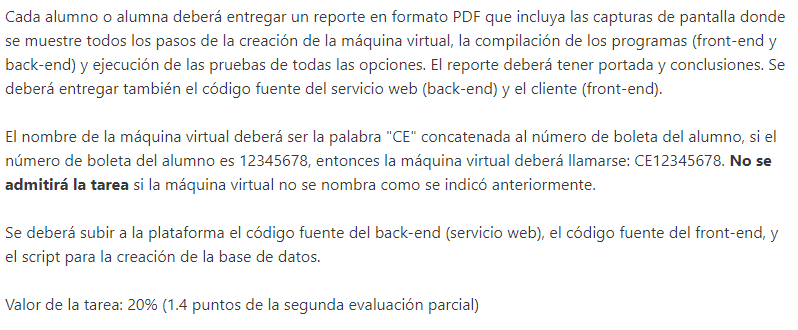 Cada alumno o alumna deberá entregar un reporte en formato PDF que incluya las capturas de pantalla donde
se muestre todos los pasos de la creación de la máquina virtual, la compilación de los programas (front-end y
back-end) y ejecución de las pruebas de todas las opciones. El reporte deberá tener portada y conclusiones. Se
deberá entregar también el código fuente del servicio web (back-end) y el cliente (front-end).
El nombre de la máquina virtual deberá ser la palabra "CE" concatenada al número de boleta del alumno, si el
número de boleta del alumno es 12345678, entonces la máquina virtual deberá llamarse: CE12345678. No se
admitirá la tarea si la máquina virtual no se nombra como se indicó anteriormente.
Se deberá subir a la plataforma el código fuente del back-end (servicio web), el código fuente del front-end, y
el script para la creación de la base de datos.
Valor de la tarea: 20% (1.4 puntos de la segunda evaluación parcial)